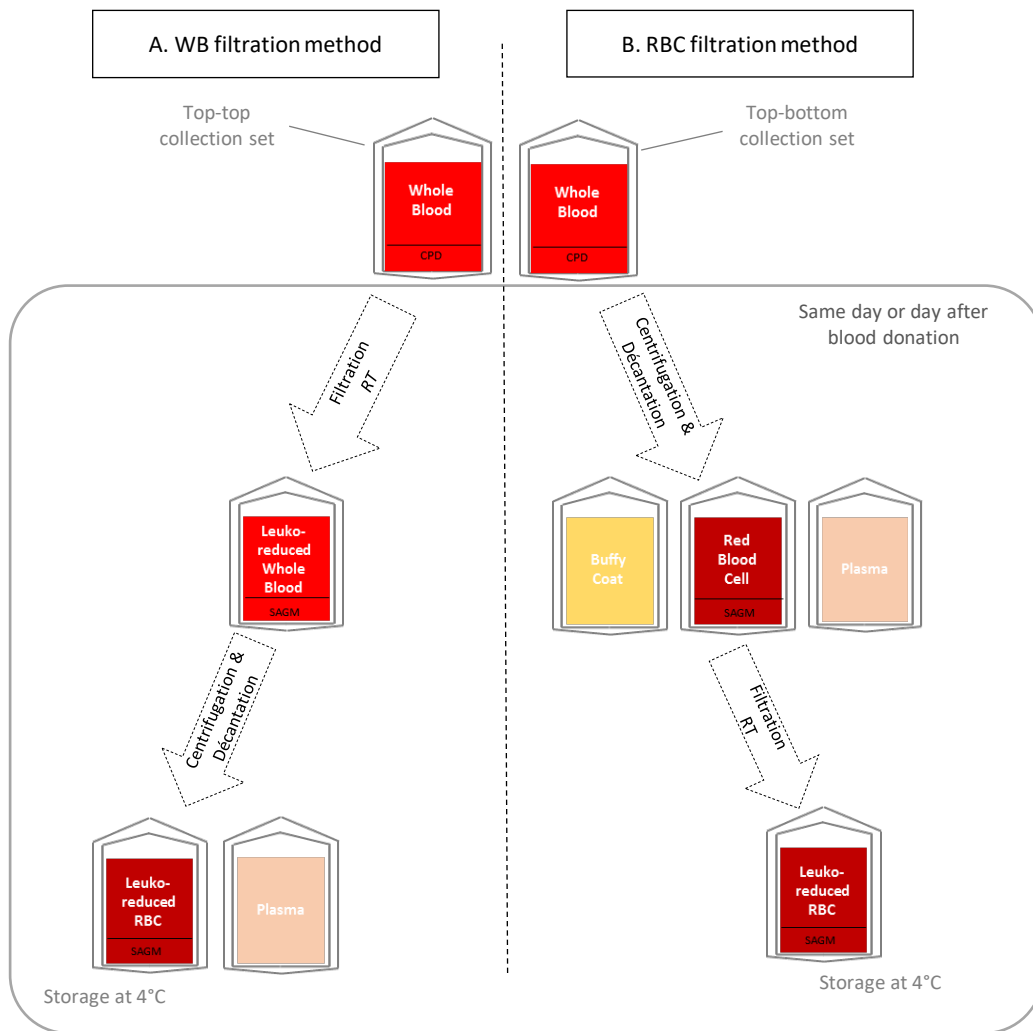 A. WB filtration method
B. RBC filtration method
Top-top
collection set
Top-bottom
collection set
Whole
Blood
CPD
Whole
Blood
CPD
Same day or day after
blood donation
Filtration
RT
Centrifugation &
Décantation
Leuko-
reduced
Whole
Blood
SAGM
Buffy
Coat
Red
Blood
Cell
SAGM
Plasma
Centrifugation &
Décantation
Filtration
RT
Leuko-
reduced
RBC
SAGM
Plasma
Leuko-
reduced
RBC
SAGM
Storage at 4°C
Storage at 4°C